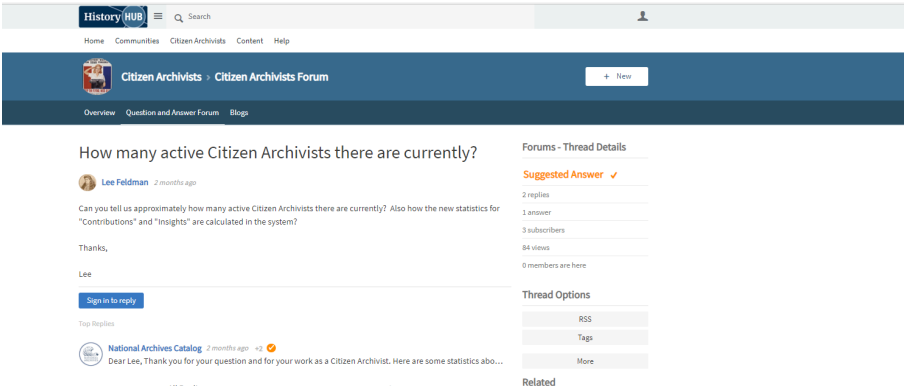 History HUB
Search
Home Communities Citizen Archivists Content Help
Citizen Archivists » Citizen Archivists Forum
+ New
Overview Question and Answer Forum Blogs
How many active Citizen Archivists there are currently?
Lee Feldman 2 months ago
Can you tell us approximately how many active Citizen Archivists there are currently? Also how the new statistics for
"Contributions" and "Insights" are calculated in the system?
Thanks,
Lee
Sign in to reply
Top Replies
National Archives Catalog 2 months ago +2
Dear Lee, Thank you for your question and for your work as a Citizen Archivist. Here are some statistics abo...
Forums - Thread Details
Suggested Answer
2 replies
1 answer
3 subscribers
84 views
0 members are here
Thread Options
RSS
Tags
More
Related